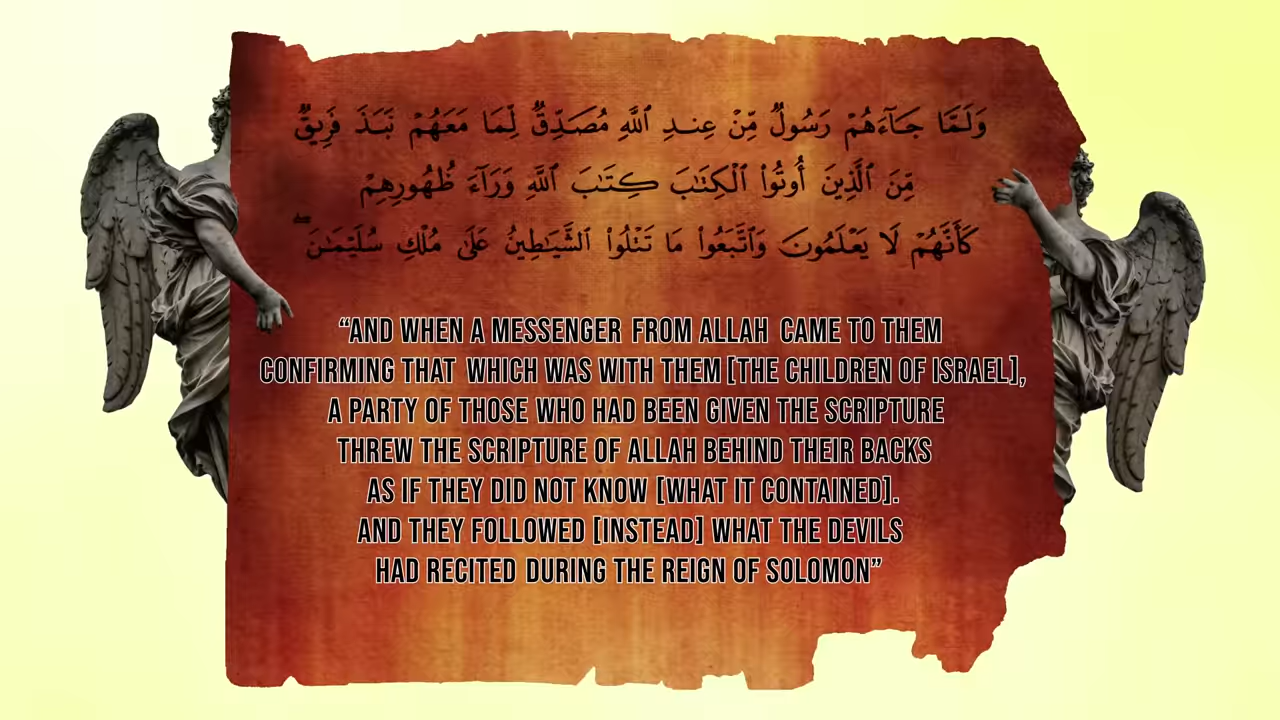 وَلَمَّا جَآءَهُمْ رَسُولٌ مِّنْ عِندِ ٱللَّهِ مُصَدِّقٌ لِّمَا مَعَهُمْ نَبَذَ فَرِيقٌ
مِّنَ ٱلَّذِينَ أُوتُوا۟ ٱلْكِتَٰبَ كِتَٰبَ ٱللَّهِ وَرَآءَ ظُهُورِهِمْ
كَأَنَّهُمْ لَا يَعْلَمُونَ وَٱتَّبَعُوا۟ مَا تَتْلُوا۟ ٱلشَّيَٰطِينُ عَلَىٰ مُلْكِ سُلَيْمَٰنَ ۖ
“AND WHEN A MESSENGER FROM ALLAH CAME TO THEM
CONFIRMING THAT WHICH WAS WITH THEM [THE CHILDREN OF ISRAEL],
A PARTY OF THOSE WHO HAD BEEN GIVEN THE SCRIPTURE
THREW THE SCRIPTURE OF ALLAH BEHIND THEIR BACKS
AS IF THEY DID NOT KNOW [WHAT IT CONTAINED].
AND THEY FOLLOWED [INSTEAD] WHAT THE DEVILS
HAD RECITED DURING THE REIGN OF SOLOMON”